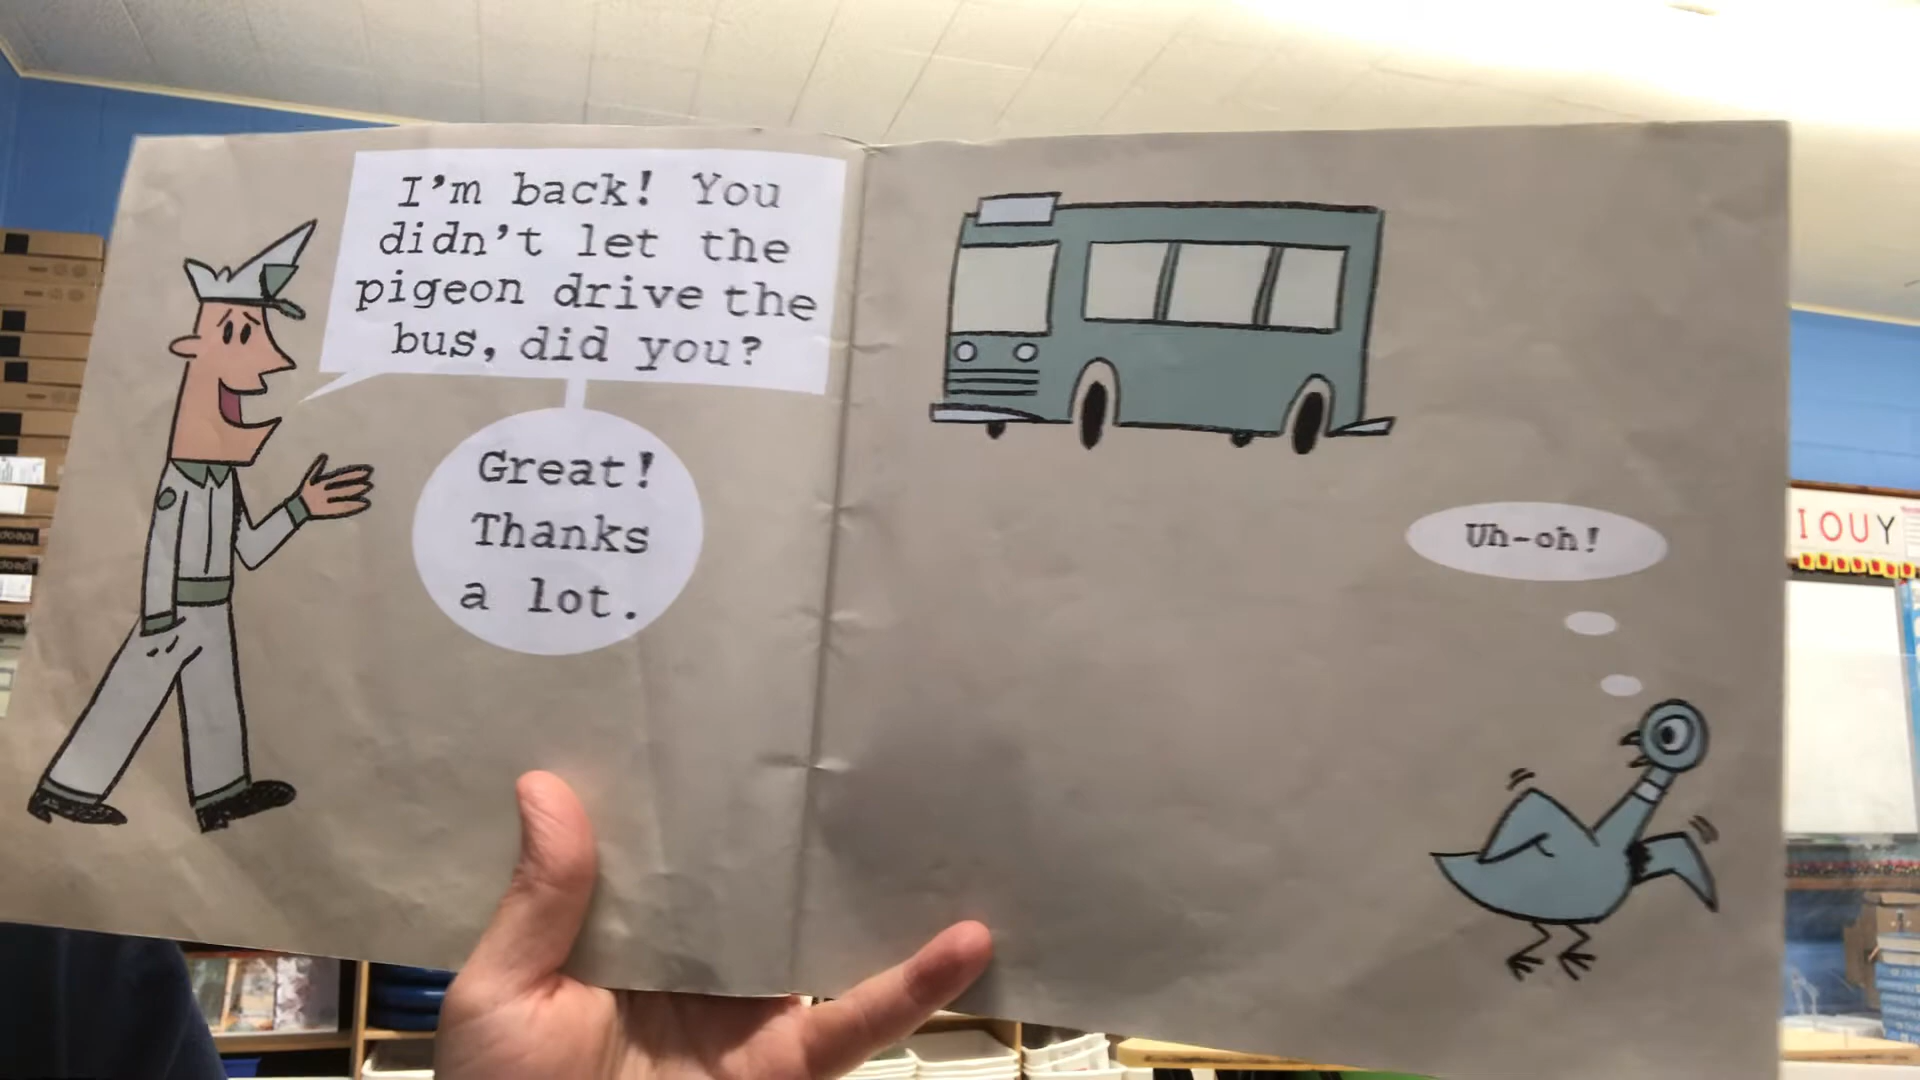 I'm back! You
didn't let the
pigeon drive the
bus, did you?
Great!
Thanks
a lot.
Uh-oh!
I O U Y